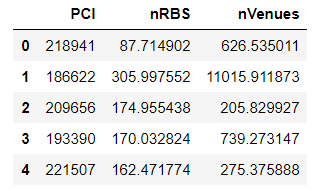 PCI nRBS nVenues
0 218941 87.714902 626.535011
1 186622 305.997552 11015.911873
2 209656 174.955438 205.829927
3 193390 170.032824 739.273147
4 221507 162.471774 275.375888